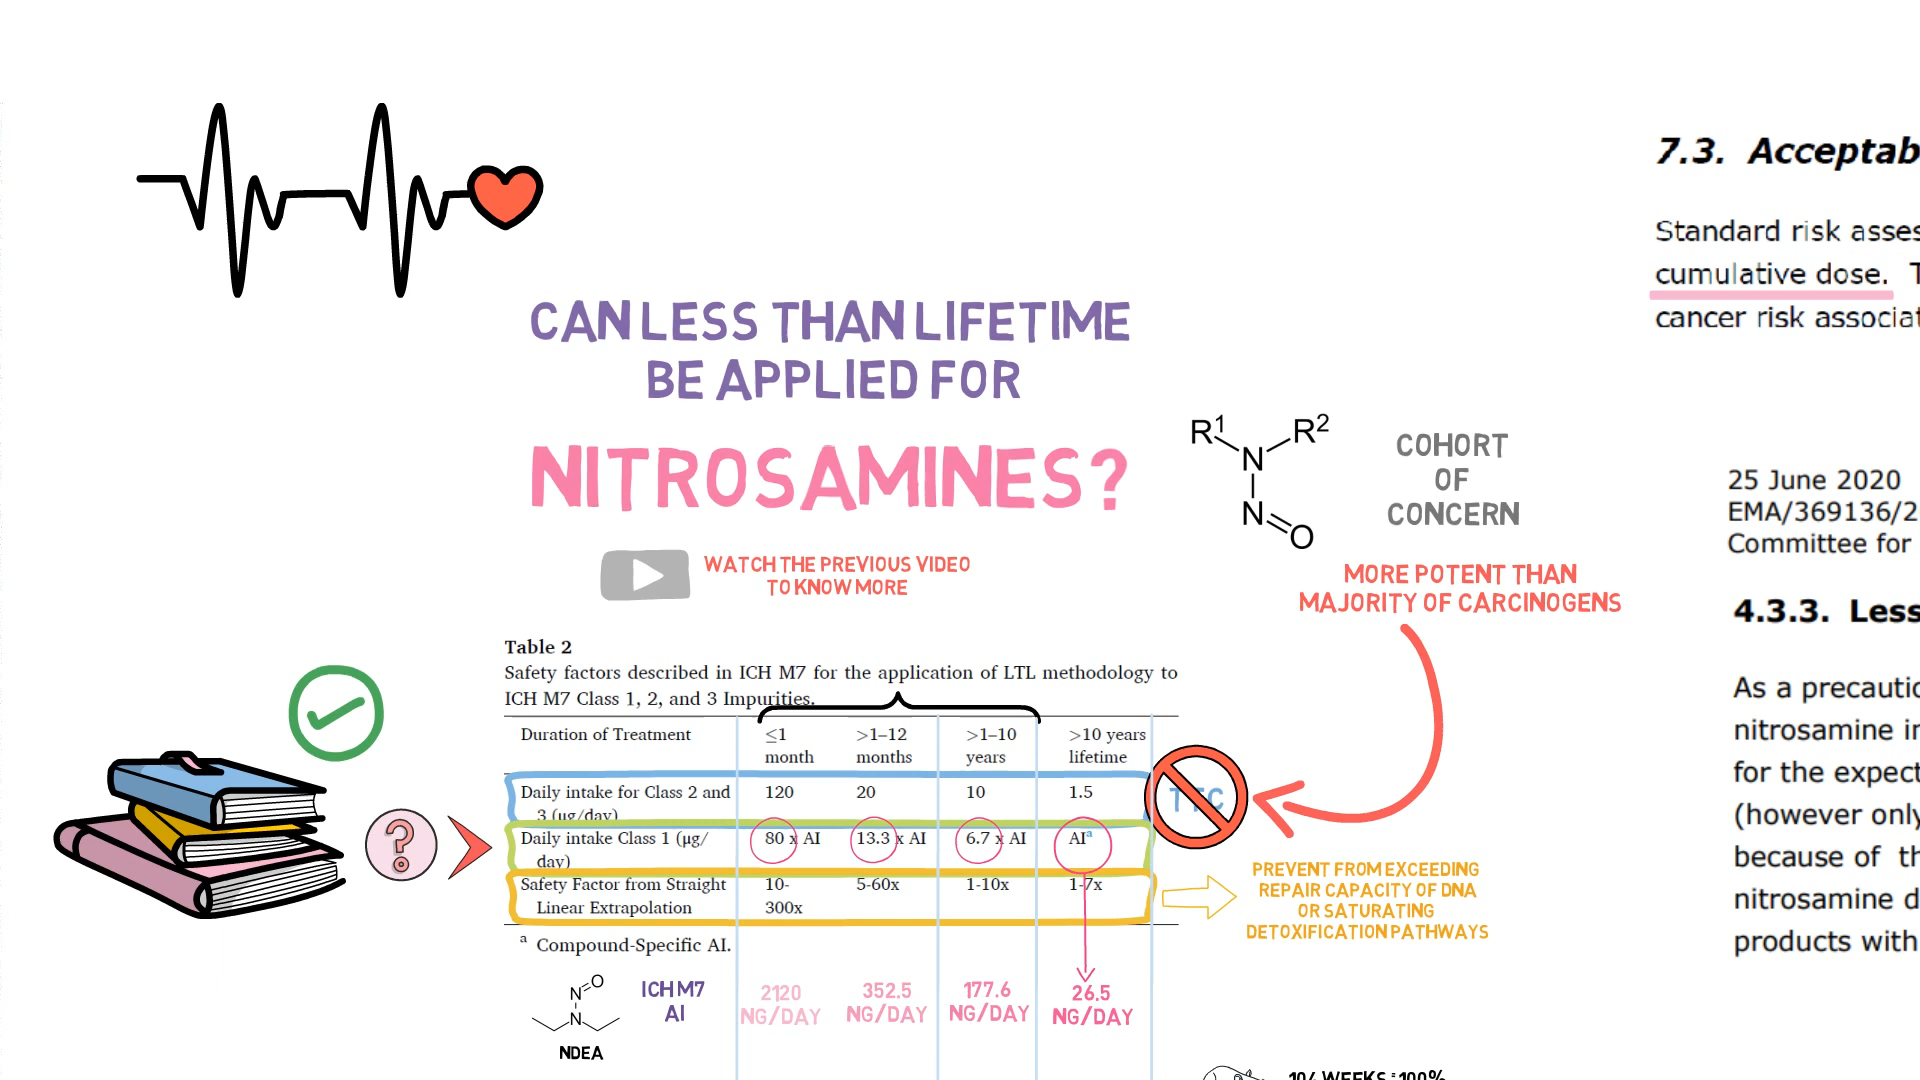 CAN LESS THAN LIFETIME
BE APPLIED FOR
NITROSAMINES?
WATCH THE PREVIOUS VIDEO
TO KNOW MORE
R1 R2
N
N
O
COHORT
OF
CONCERN
MORE POTENT THAN
MAJORITY OF CARCINOGENS
Table 2
Safety factors described in ICH M7 for the application of LTL methodology to
ICH M7 Class 1, 2, and 3 Impurities.
Duration of Treatment ≤1 month >1–12 months >1–10 years >10 years lifetime
Daily intake for Class 2 and 3 (μg/day) 120 20 10 1.5
Daily intake Class 1 (μg/day) 80 x AI 13.3 x AI 6.7 x AI AIa
Safety Factor from Straight Linear Extrapolation 10-300x 5-60x 1-10x 1-7x
a Compound-Specific AI.
TTC
?
PREVENT FROM EXCEEDING
REPAIR CAPACITY OF DNA
OR SATURATING
DETOXIFICATION PATHWAYS
N O
N
NDEA
ICH M7
AI
2120
NG/DAY
352.5
NG/DAY
177.6
NG/DAY
26.5
NG/DAY
104 WEEKS = 100%
7.3. Acceptab
Standard risk asses
cumulative dose. T
cancer risk associat
25 June 2020
EMA/369136/2
Committee for
4.3.3. Less
As a precautic
nitrosamine in
for the expect
(however only
because of th
nitrosamine d
products with